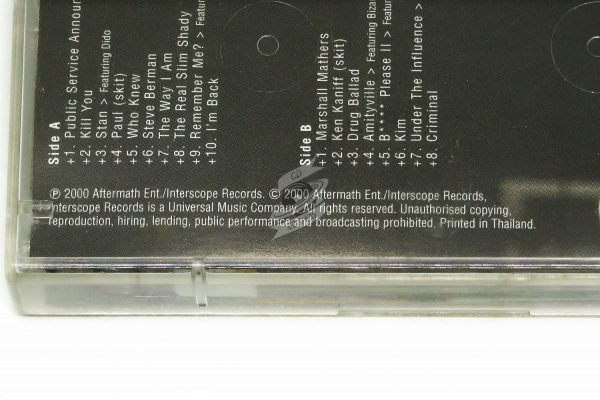 Side A
+1. Public Service Announ
+2. Kill You
+3. Stan > Featuring Dido
+4. Paul (skit)
+5. Who Knew
+6. Steve Berman
+7. The Way I Am
+8. The Real Slim Shady
+9. Remember Me? > Featur
+10. I'm Back
Side B
+1. Marshall Mathers
+2. Ken Kaniff (skit)
+3. Drug Ballad
+4. Amityville > Featuring Biza
+5. B**** Please II > Featur
+6. Kim
+7. Under The Influence >
+8. Criminal
℗ 2000 Aftermath Ent./Interscope Records. © 2000 Aftermath Ent./Interscope Records,
Interscope Records is a Universal Music Company. All rights reserved. Unauthorised copying,
reproduction, hiring, lending, public performance and broadcasting prohibited. Printed in Thailand.
CD